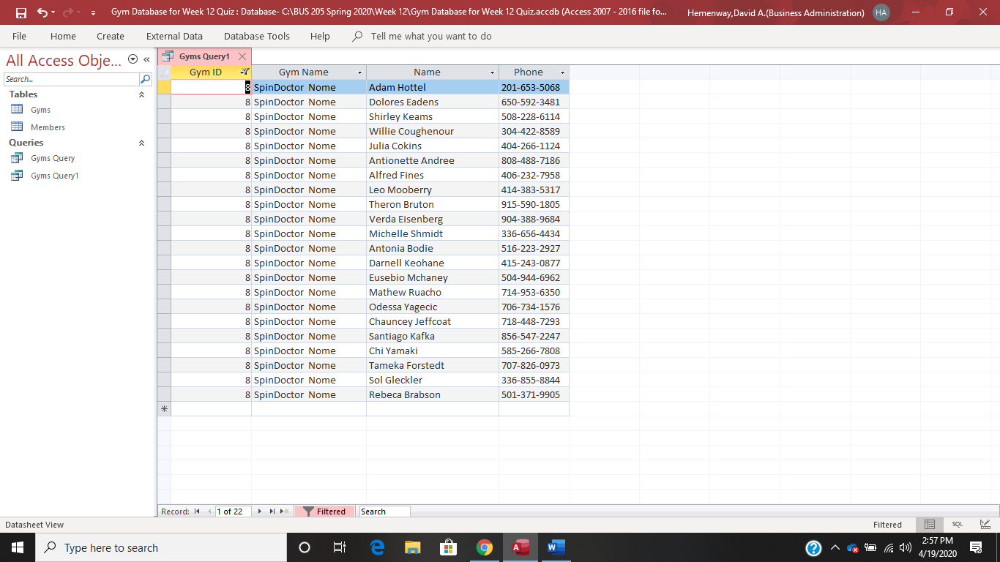 Gym Database for Week 12 Quiz : Database- C:\BUS 205 Spring 2020\Week 12\Gym Database for Week 12 Quiz.accdb (Access 2007 - 2016 file fo... Hemenway,David A.(Business Administration) HA
File Home Create External Data Database Tools Help Tell me what you want to do
All Access Obje... «
Search...
Tables
Gyms
Members
Queries
Gyms Query
Gyms Query1
Gyms Query1
Gym ID Gym Name Name Phone
8 SpinDoctor Nome Adam Hottel 201-653-5068
8 SpinDoctor Nome Dolores Eadens 650-592-3481
8 SpinDoctor Nome Shirley Keams 508-228-6114
8 SpinDoctor Nome Willie Coughenour 304-422-8589
8 SpinDoctor Nome Julia Cokins 404-266-1124
8 SpinDoctor Nome Antionette Andree 808-488-7186
8 SpinDoctor Nome Alfred Fines 406-232-7958
8 SpinDoctor Nome Leo Mooberry 414-383-5317
8 SpinDoctor Nome Theron Bruton 915-590-1805
8 SpinDoctor Nome Verda Eisenberg 904-388-9684
8 SpinDoctor Nome Michelle Shmidt 336-656-4434
8 SpinDoctor Nome Antonia Bodie 516-223-2927
8 SpinDoctor Nome Darnell Keohane 415-243-0877
8 SpinDoctor Nome Eusebio Mchaney 504-944-6962
8 SpinDoctor Nome Mathew Ruacho 714-953-6350
8 SpinDoctor Nome Odessa Yagecic 706-734-1576
8 SpinDoctor Nome Chauncey Jeffcoat 718-448-7293
8 SpinDoctor Nome Santiago Kafka 856-547-2247
8 SpinDoctor Nome Chi Yamaki 585-266-7808
8 SpinDoctor Nome Tameka Forstedt 707-826-0973
8 SpinDoctor Nome Sol Gleckler 336-855-8844
8 SpinDoctor Nome Rebeca Brabson 501-371-9905
Record: 1 of 22 Filtered Search
Datasheet View Filtered SQL
Type here to search
2:57 PM
4/19/2020